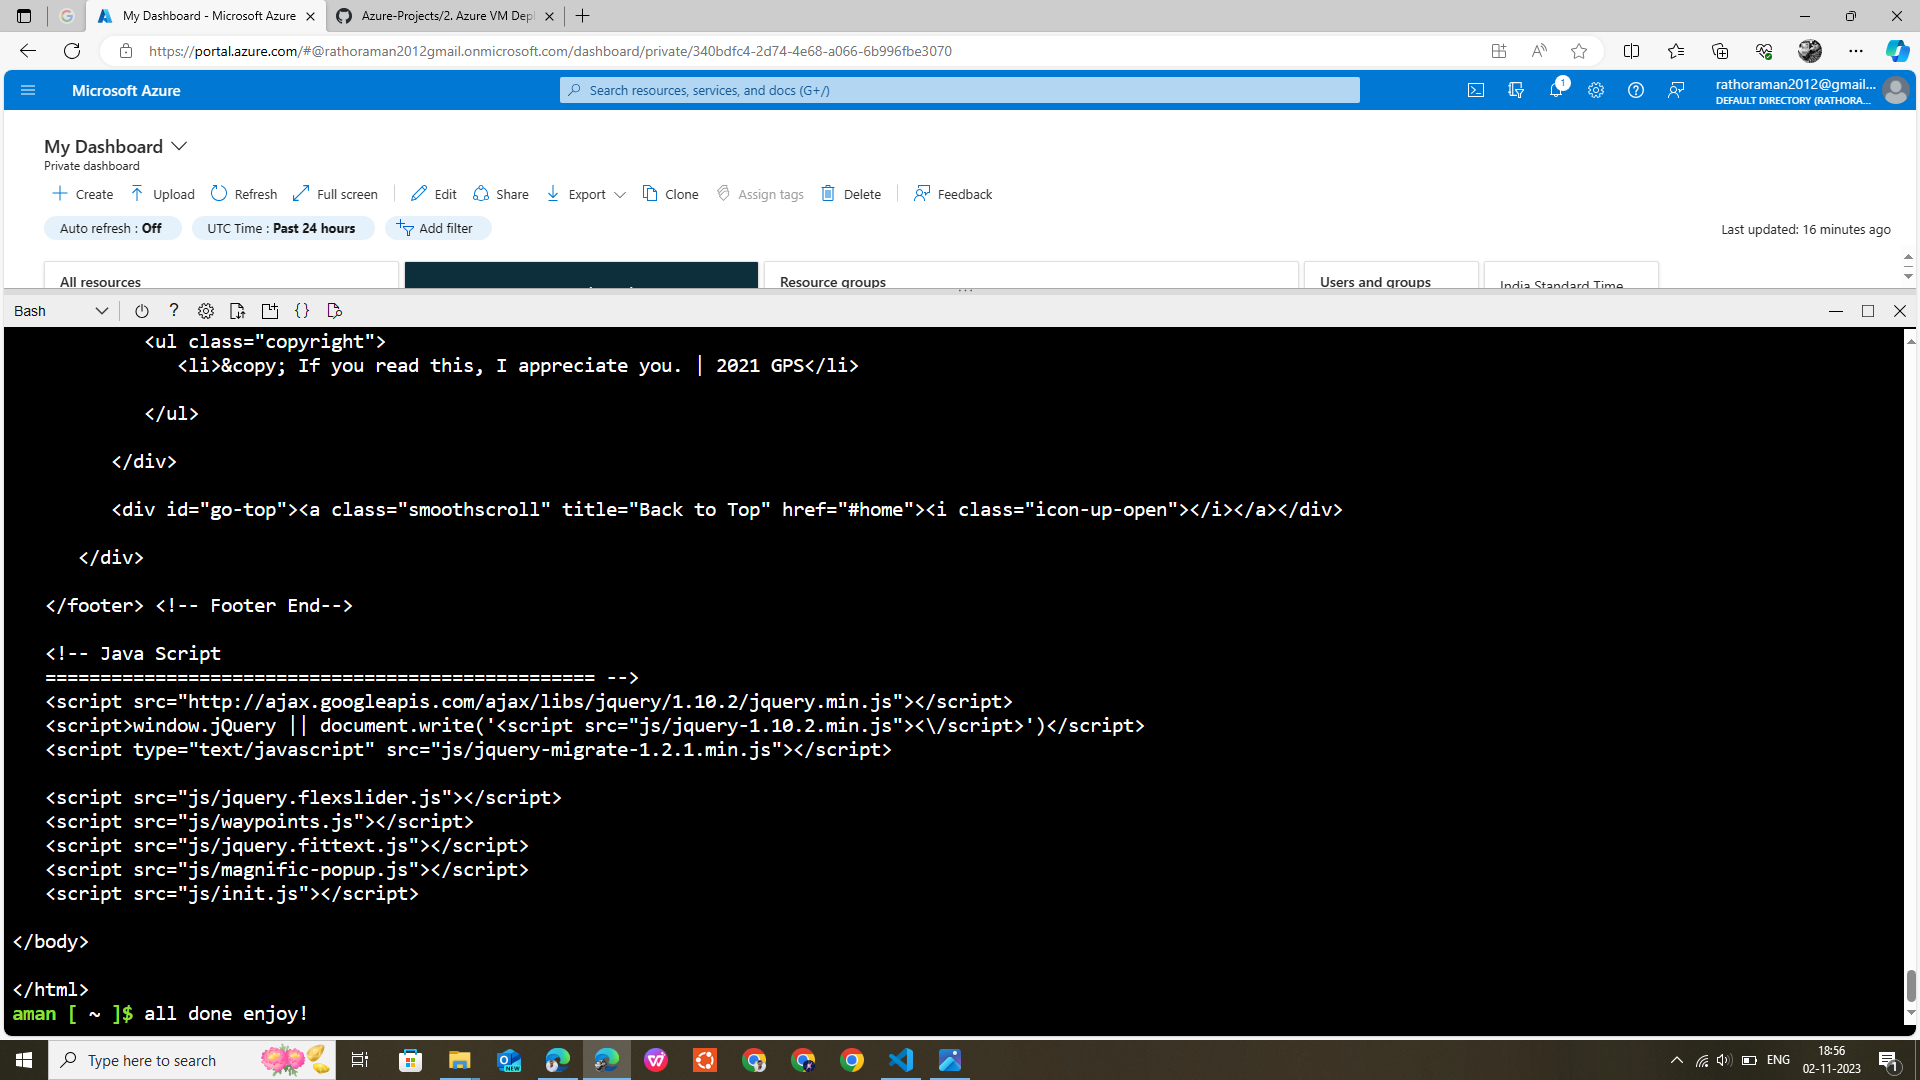 My Dashboard - Microsoft Azure
Azure-Projects/2. Azure VM Dep
https://portal.azure.com/#@rathoraman2012gmail.onmicrosoft.com/dashboard/private/340bdfc4-2d74-4e68-a066-6b996fbe3070
Microsoft Azure
Search resources, services, and docs (G+/)
1
rathoraman2012@gmail...
DEFAULT DIRECTORY (RATHORA...
My Dashboard
Private dashboard
Create Upload Refresh Full screen Edit Share Export Clone Assign tags Delete Feedback
Auto refresh : Off UTC Time : Past 24 hours Add filter Last updated: 16 minutes ago
All resources Resource groups Users and groups India Standard Time
Bash
<ul class="copyright">
<li>&copy; If you read this, I appreciate you. | 2021 GPS</li>
</ul>
</div>
<div id="go-top"><a class="smoothscroll" title="Back to Top" href="#home"><i class="icon-up-open"></i></a></div>
</div>
</footer> <!-- Footer End-->
<!-- Java Script
================================================== -->
<script src="http://ajax.googleapis.com/ajax/libs/jquery/1.10.2/jquery.min.js"></script>
<script>window.jQuery || document.write('<script src="js/jquery-1.10.2.min.js"><\/script>')</script>
<script type="text/javascript" src="js/jquery-migrate-1.2.1.min.js"></script>
<script src="js/jquery.flexslider.js"></script>
<script src="js/waypoints.js"></script>
<script src="js/jquery.fittext.js"></script>
<script src="js/magnific-popup.js"></script>
<script src="js/init.js"></script>
</body>
</html>
aman [ ~ ]$ all done enjoy!
Type here to search
NEW
ENG
18:56
02-11-2023
1